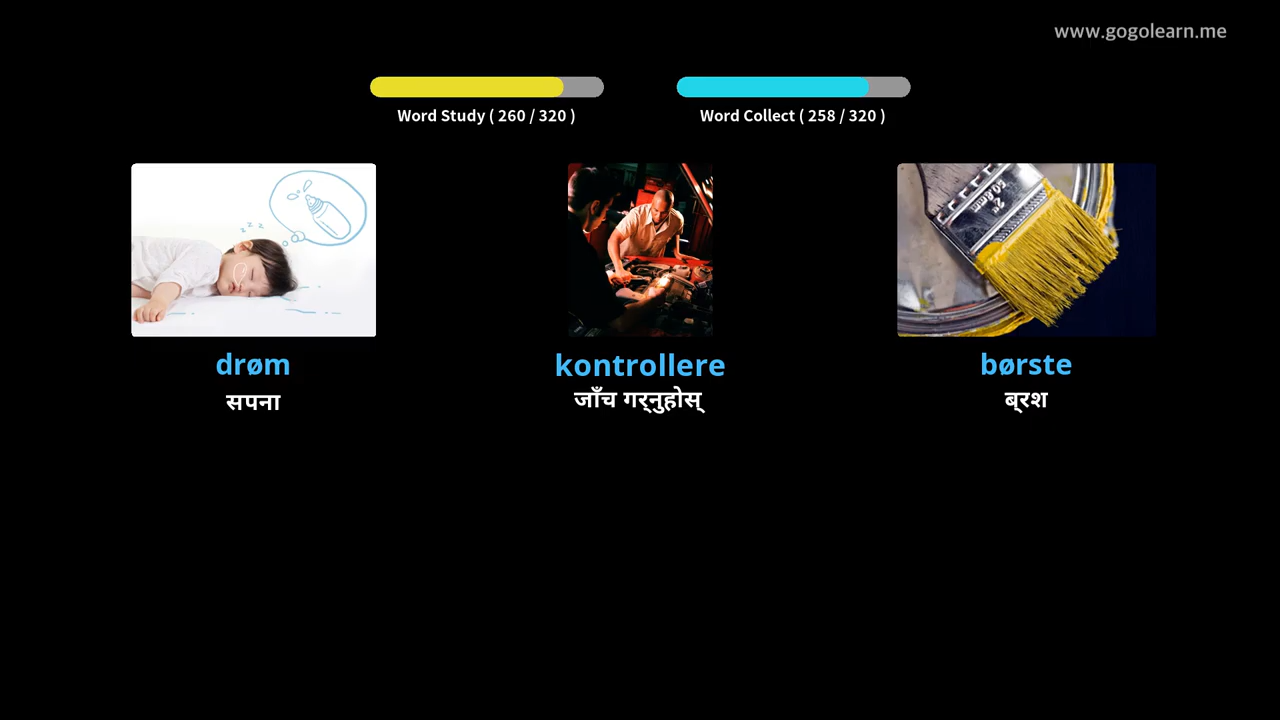 www.gogolearn.me
Word Study ( 260 / 320 )
Word Collect ( 258 / 320 )
drøm
सपना
kontrollere
जाँच गर्नुहोस्
børste
ब्रश